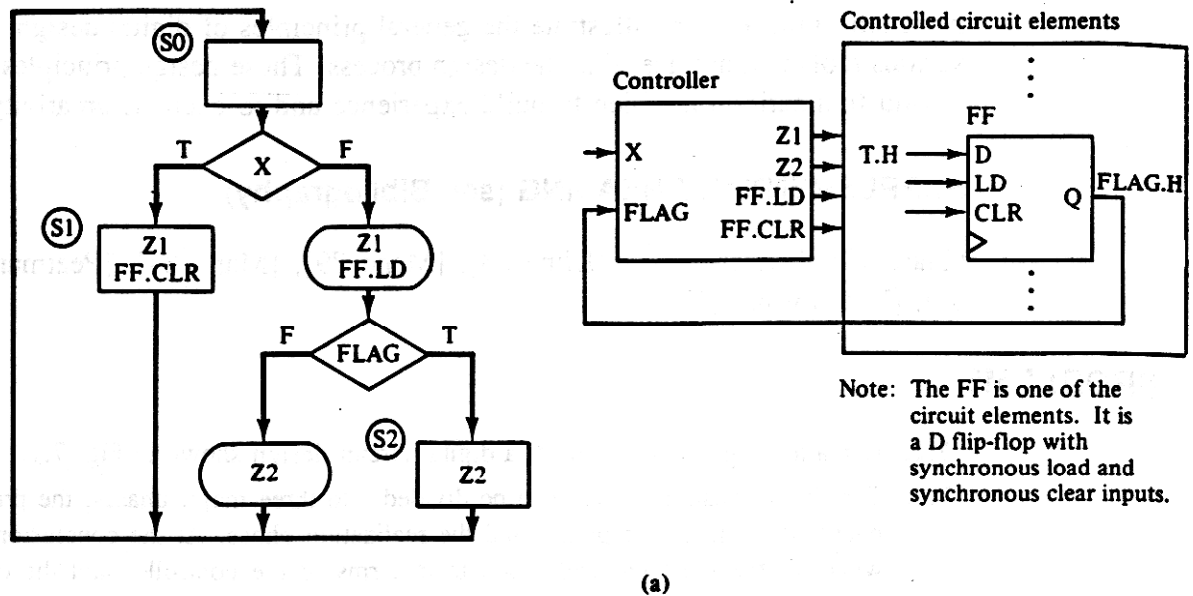 S0
X
T
F
S1
Z1
FF.CLR
Z1
FF.LD
FLAG
F
T
S2
Z2
Z2
Controlled circuit elements
Controller
X
FLAG
Z1
Z2
FF.LD
FF.CLR
T.H
FF
D
LD
CLR
Q
FLAG.H
Note: The FF is one of the
circuit elements. It is
a D flip-flop with
synchronous load and
synchronous clear inputs.
(a)